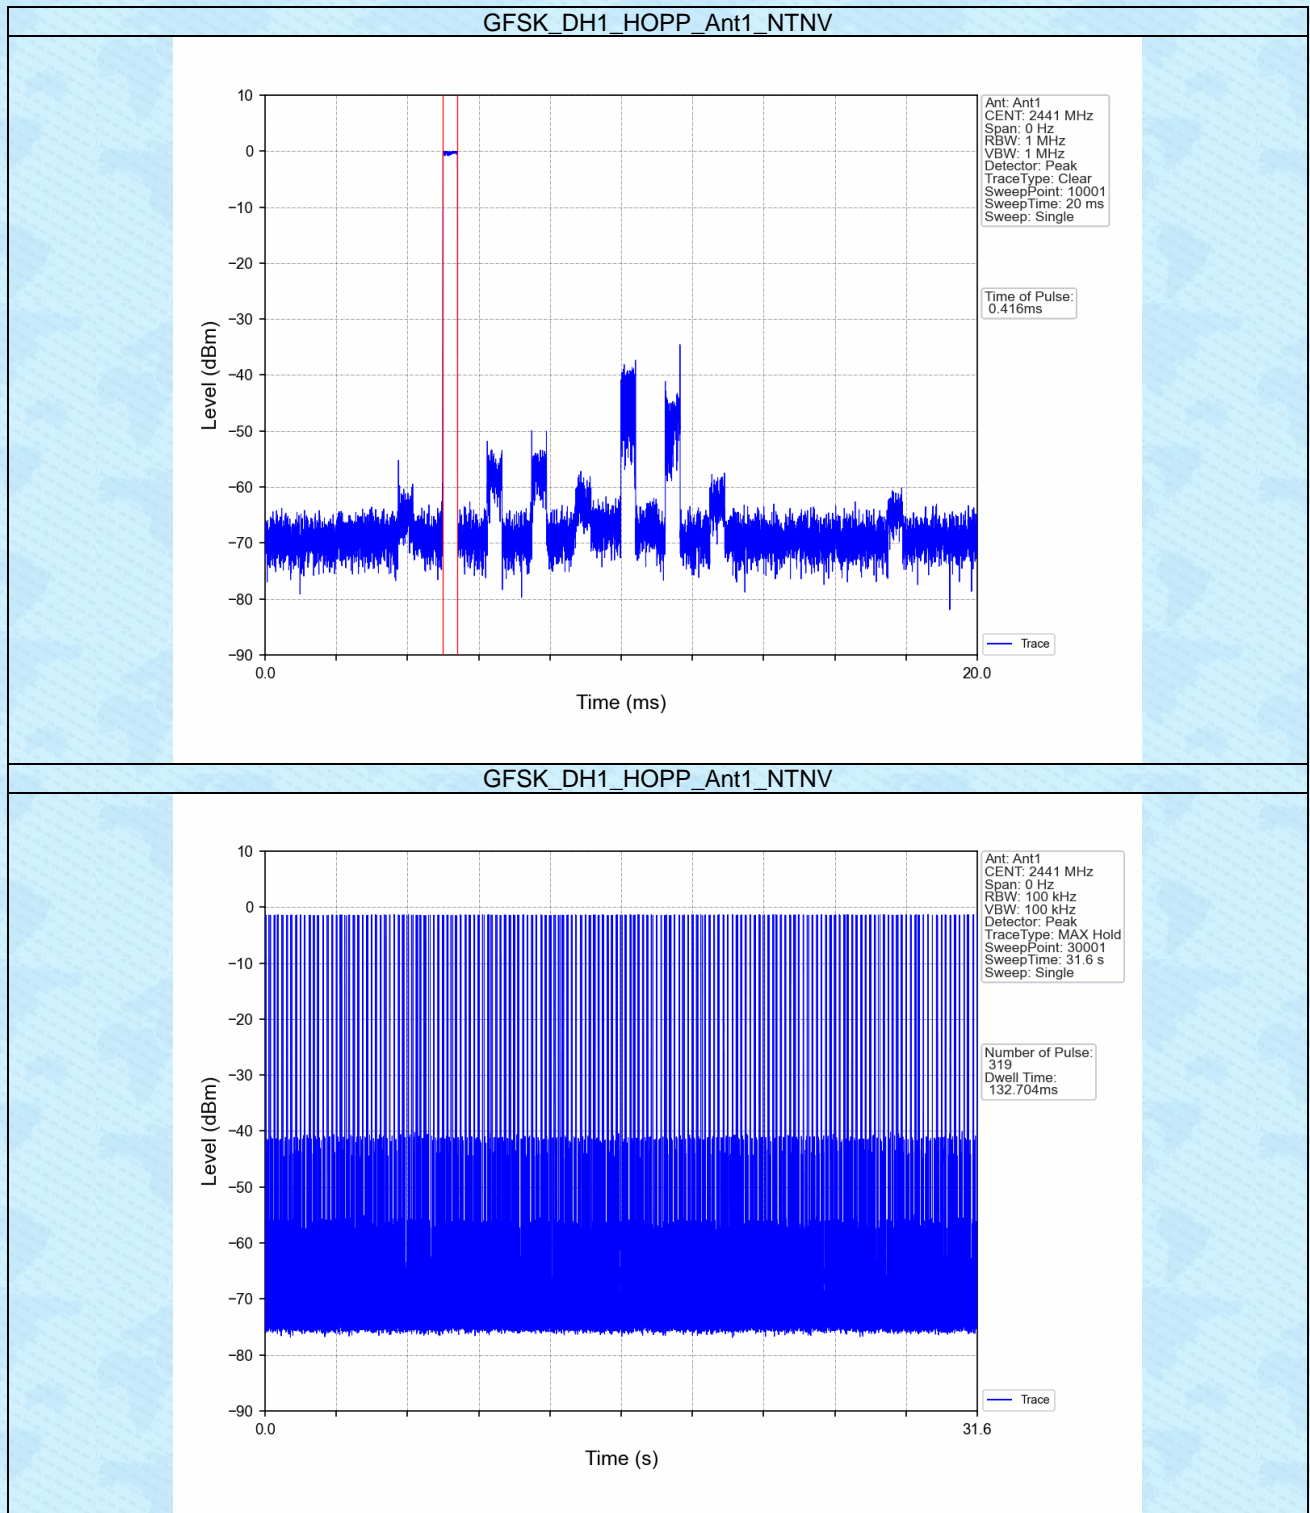 GFSK_DH1_HOPP_Ant1_NTNV
10
0
−10
−20
−30
−40
−50
−60
−70
−80
−90
Level (dBm)
0.0
20.0
Time (ms)
Ant: Ant1
CENT: 2441 MHz
Span: 0 Hz
RBW: 1 MHz
VBW: 1 MHz
Detector: Peak
TraceType: Clear
SweepPoint: 10001
SweepTime: 20 ms
Sweep: Single
Time of Pulse:
0.416ms
Trace
GFSK_DH1_HOPP_Ant1_NTNV
10
0
−10
−20
−30
−40
−50
−60
−70
−80
−90
Level (dBm)
0.0
31.6
Time (s)
Ant: Ant1
CENT: 2441 MHz
Span: 0 Hz
RBW: 100 kHz
VBW: 100 kHz
Detector: Peak
TraceType: MAX Hold
SweepPoint: 30001
SweepTime: 31.6 s
Sweep: Single
Number of Pulse:
319
Dwell Time:
132.704ms
Trace